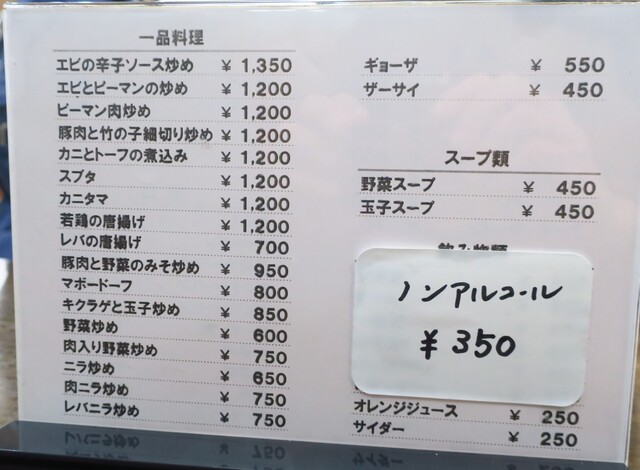 一品料理
エビの辛子ソース炒め ￥ 1,350
エビとピーマンの炒め ￥ 1,200
ピーマン肉炒め ￥ 1,200
豚肉と竹の子細切り炒め ￥ 1,200
カニとトーフの煮込み ￥ 1,200
スブタ ￥ 1,200
カニタマ ￥ 1,200
若鶏の唐揚げ ￥ 1,200
レバの唐揚げ ￥ 700
豚肉と野菜のみそ炒め ￥ 950
マボードーフ ￥ 800
キクラゲと玉子炒め ￥ 850
野菜炒め ￥ 600
肉入り野菜炒め ￥ 750
ニラ炒め ￥ 650
肉ニラ炒め ￥ 750
レバニラ炒め ￥ 750
ギョーザ ￥ 550
ザーサイ ￥ 450
スープ類
野菜スープ ￥ 450
玉子スープ ￥ 450
飲み物類
ノンアルコール
￥350
オレンジジュース ￥ 250
サイダー ￥ 250